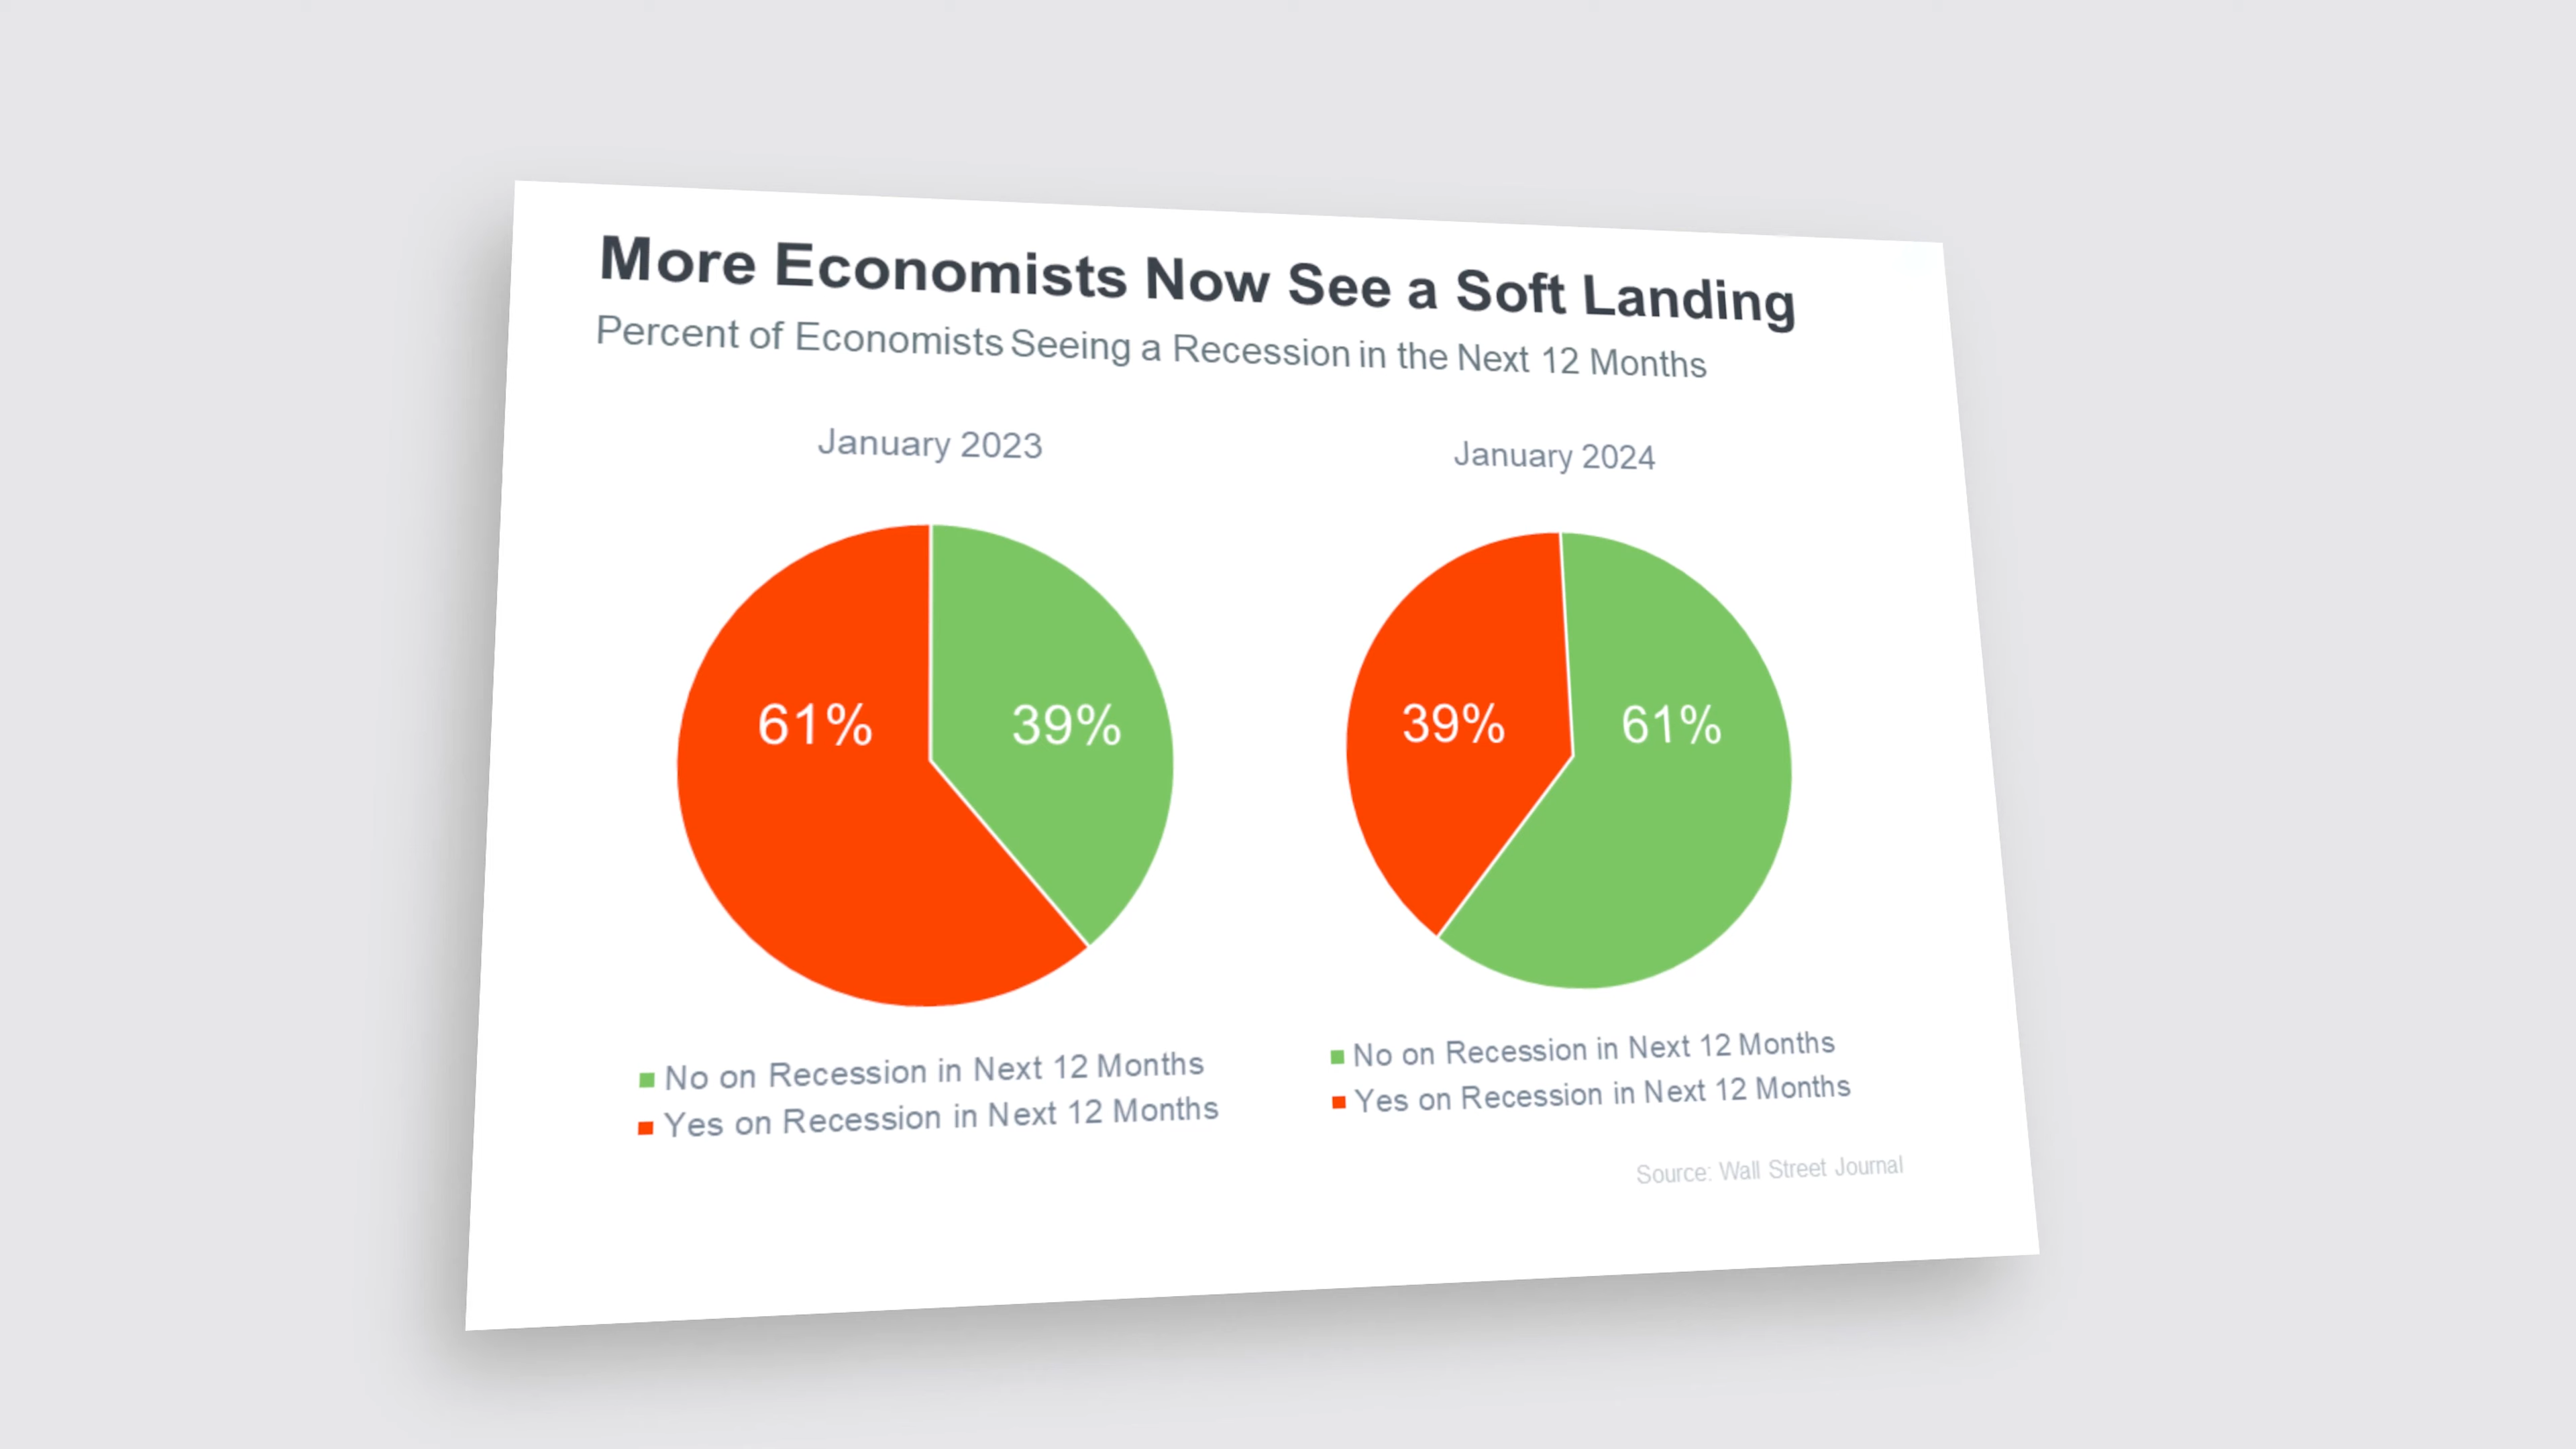 More Economists Now See a Soft Landing
Percent of Economists Seeing a Recession in the Next 12 Months
January 2023
January 2024
61%
39%
39%
61%
No on Recession in Next 12 Months
Yes on Recession in Next 12 Months
No on Recession in Next 12 Months
Yes on Recession in Next 12 Months
Source: Wall Street Journal